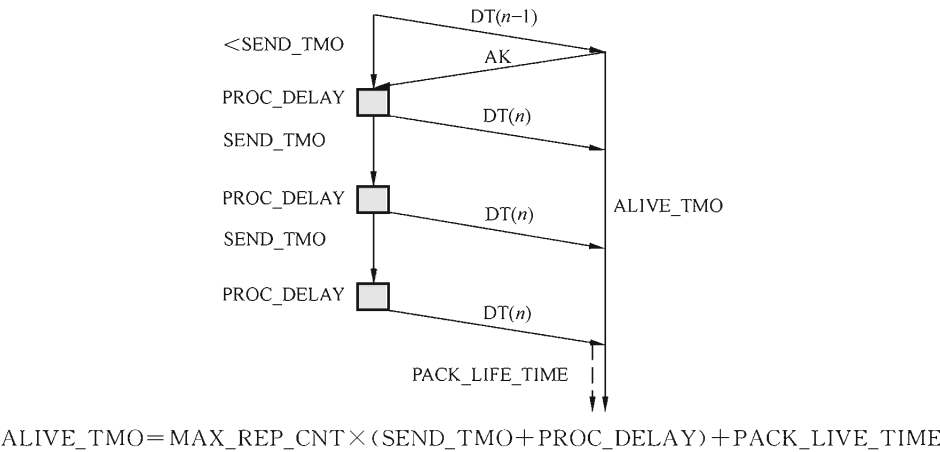 DT(n−1)
<SEND_TMO
AK
PROC_DELAY
DT(n)
SEND_TMO
PROC_DELAY
ALIVE_TMO
DT(n)
SEND_TMO
PROC_DELAY
DT(n)
PACK_LIFE_TIME
ALIVE_TMO=MAX_REP_CNT×(SEND_TMO+PROC_DELAY)+PACK_LIVE_TIME